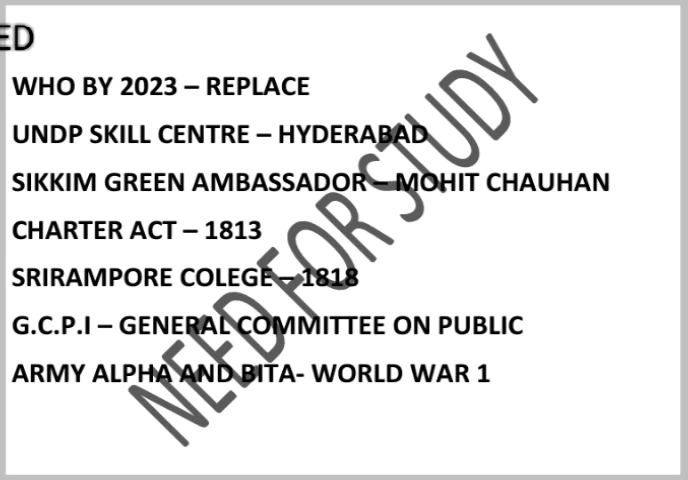 ED
WHO BY 2023 – REPLACE
UNDP SKILL CENTRE – HYDERABAD
SIKKIM GREEN AMBASSADOR – MOHIT CHAUHAN
CHARTER ACT – 1813
SRIRAMPORE COLEGE – 1818
G.C.P.I – GENERAL COMMITTEE ON PUBLIC
ARMY ALPHA AND BITA- WORLD WAR 1
NEED FOR STUDY